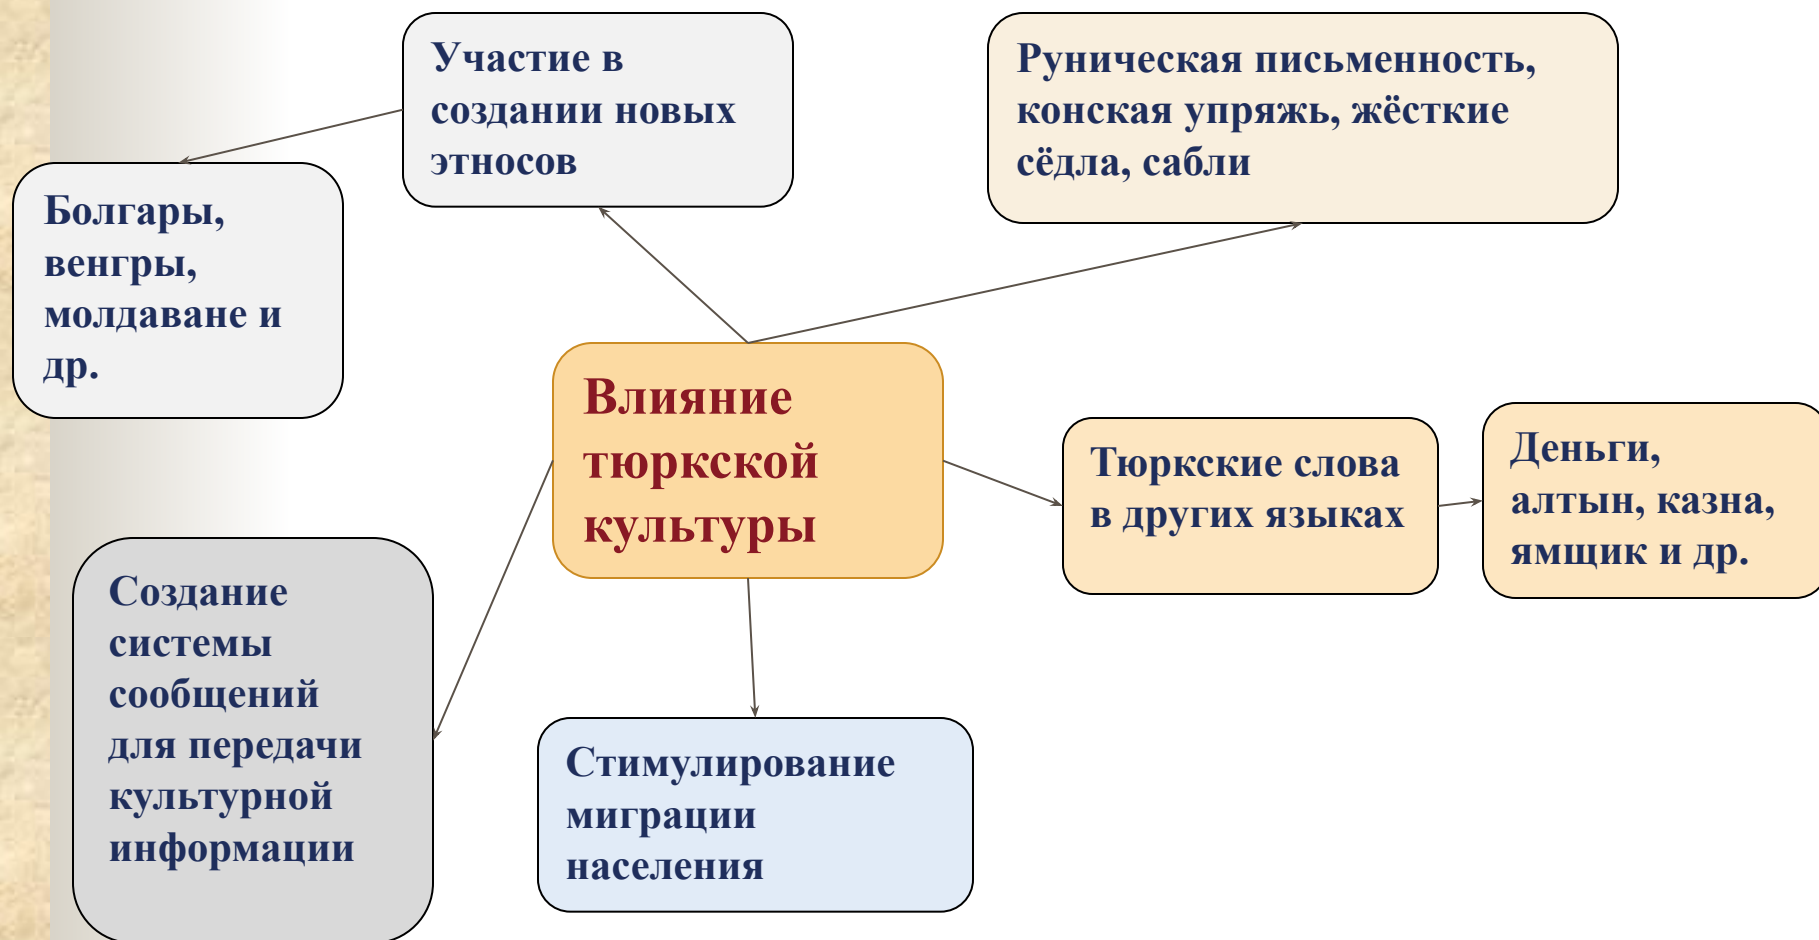 Участие в
создании новых
этносов
Руническая письменность,
конская упряжь, жёсткие
сёдла, сабли
Болгары,
венгры,
молдаване и
др.
Влияние
тюркской
культуры
Тюркские слова
в других языках
Деньги,
алтын, казна,
ямщик и др.
Создание
системы
сообщений
для передачи
культурной
информации
Стимулирование
миграции
населения